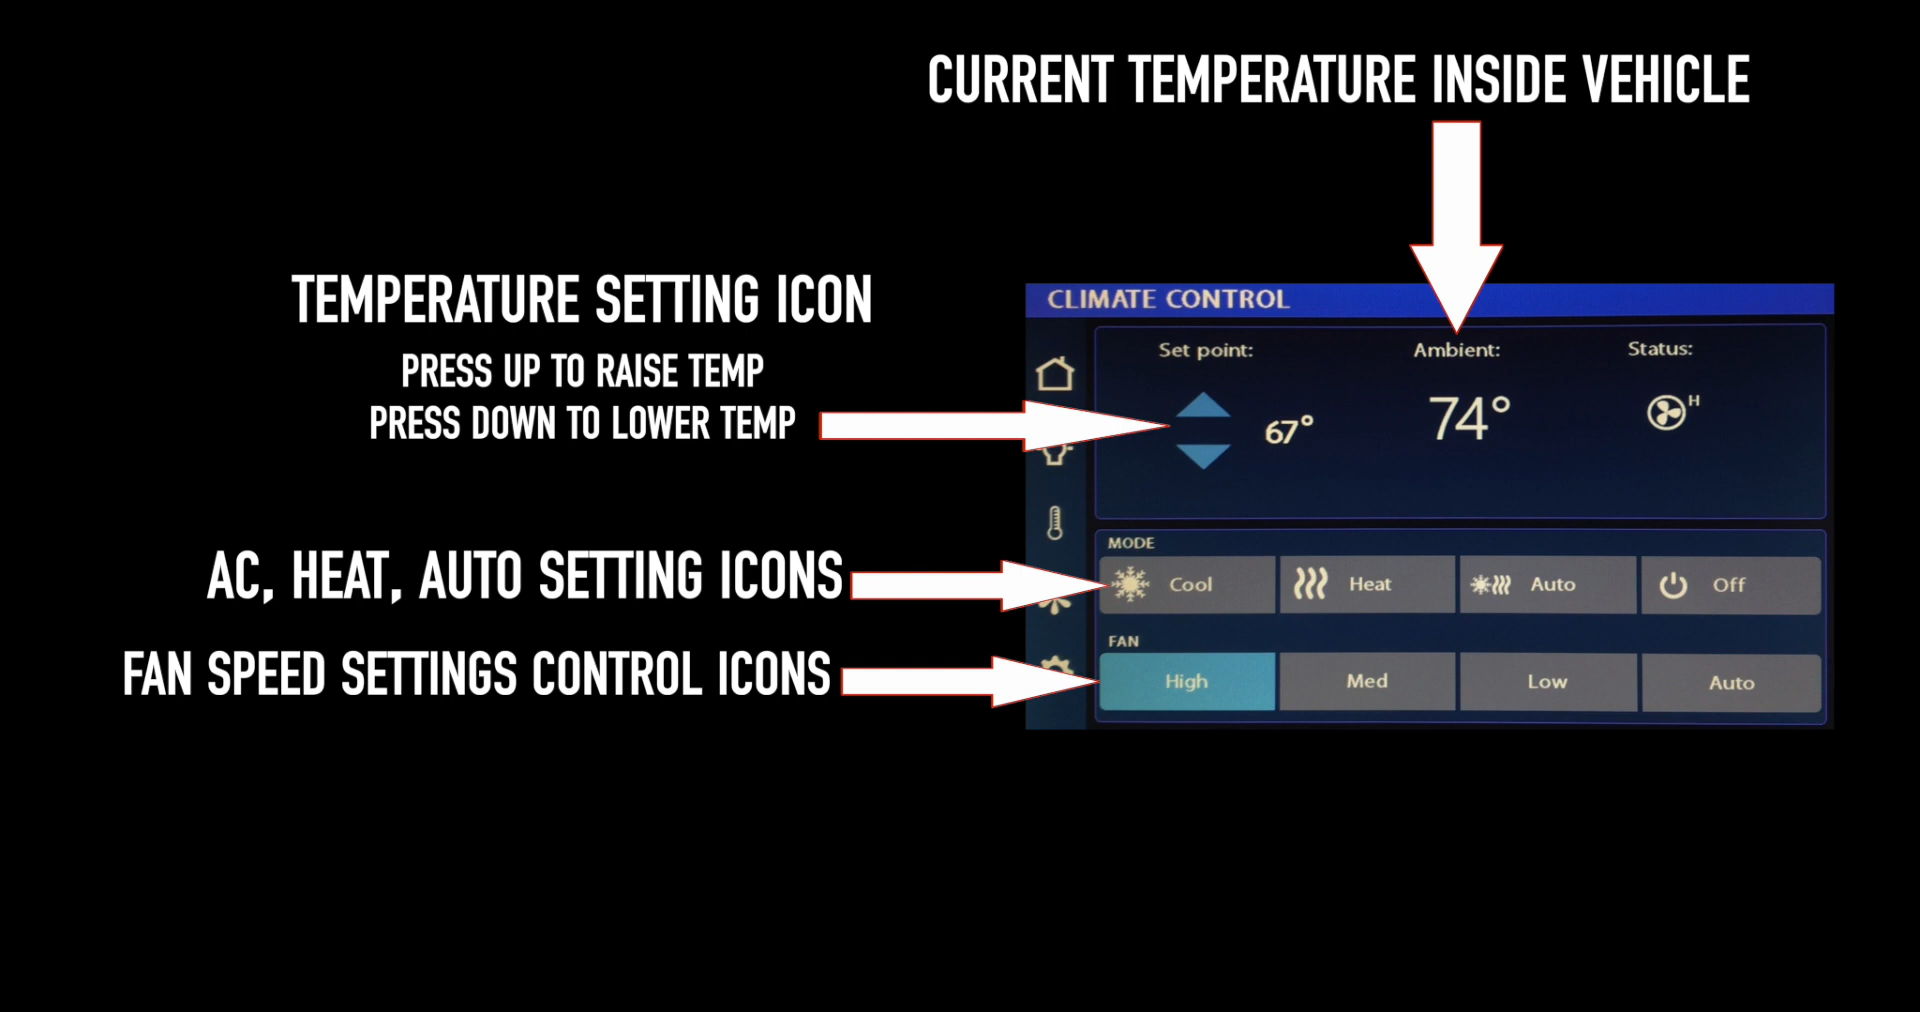 CURRENT TEMPERATURE INSIDE VEHICLE
TEMPERATURE SETTING ICON
PRESS UP TO RAISE TEMP
PRESS DOWN TO LOWER TEMP
AC, HEAT, AUTO SETTING ICONS
FAN SPEED SETTINGS CONTROL ICONS
CLIMATE CONTROL
Set point: Ambient: Status:
67° 74° H
MODE
Cool Heat Auto Off
FAN
High Med Low Auto